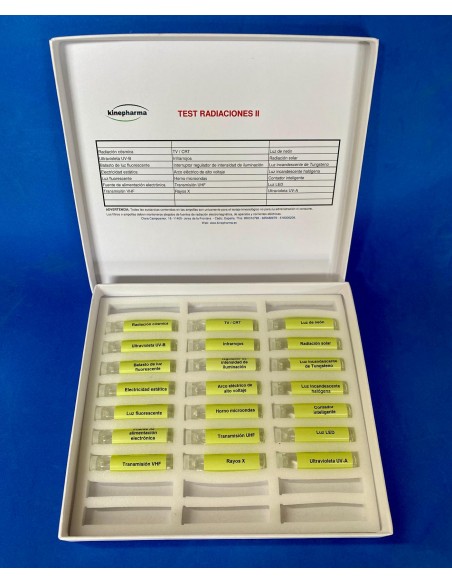 kinepharma
TEST RADIACIONES II
Radiación cósmica TV / CRT Luz de neón
Ultravioleta UV-B Infrarrojos Radiación solar
Balasto de luz fluorescente Interruptor regulador de intensidad de iluminación Luz incandescente de Tungsteno
Electricidad estática Arco eléctrico de alto voltaje Luz incandescente halógena
Luz fluorescente Horno microondas Contador inteligente
Fuente de alimentación electrónica Transmisión UHF Luz LED
Transmisión VHF Rayos X Ultravioleta UV-A
ADVERTENCIA:
Radiación cósmica
TV / CRT
Luz de neón
Ultravioleta UV-B
Infrarrojos
Radiación solar
Balasto de luz
fluorescente
intensidad de
iluminación
Luz incandescente
de Tungsteno
Electricidad estática
Arco eléctrico de
alto voltaje
Luz incandescente
halógena
Luz fluorescente
Horno microondas
Contador
inteligente
alimentación
electrónica
Transmisión UHF
Luz LED
Transmisión VHF
Rayos X
Ultravioleta UV-A